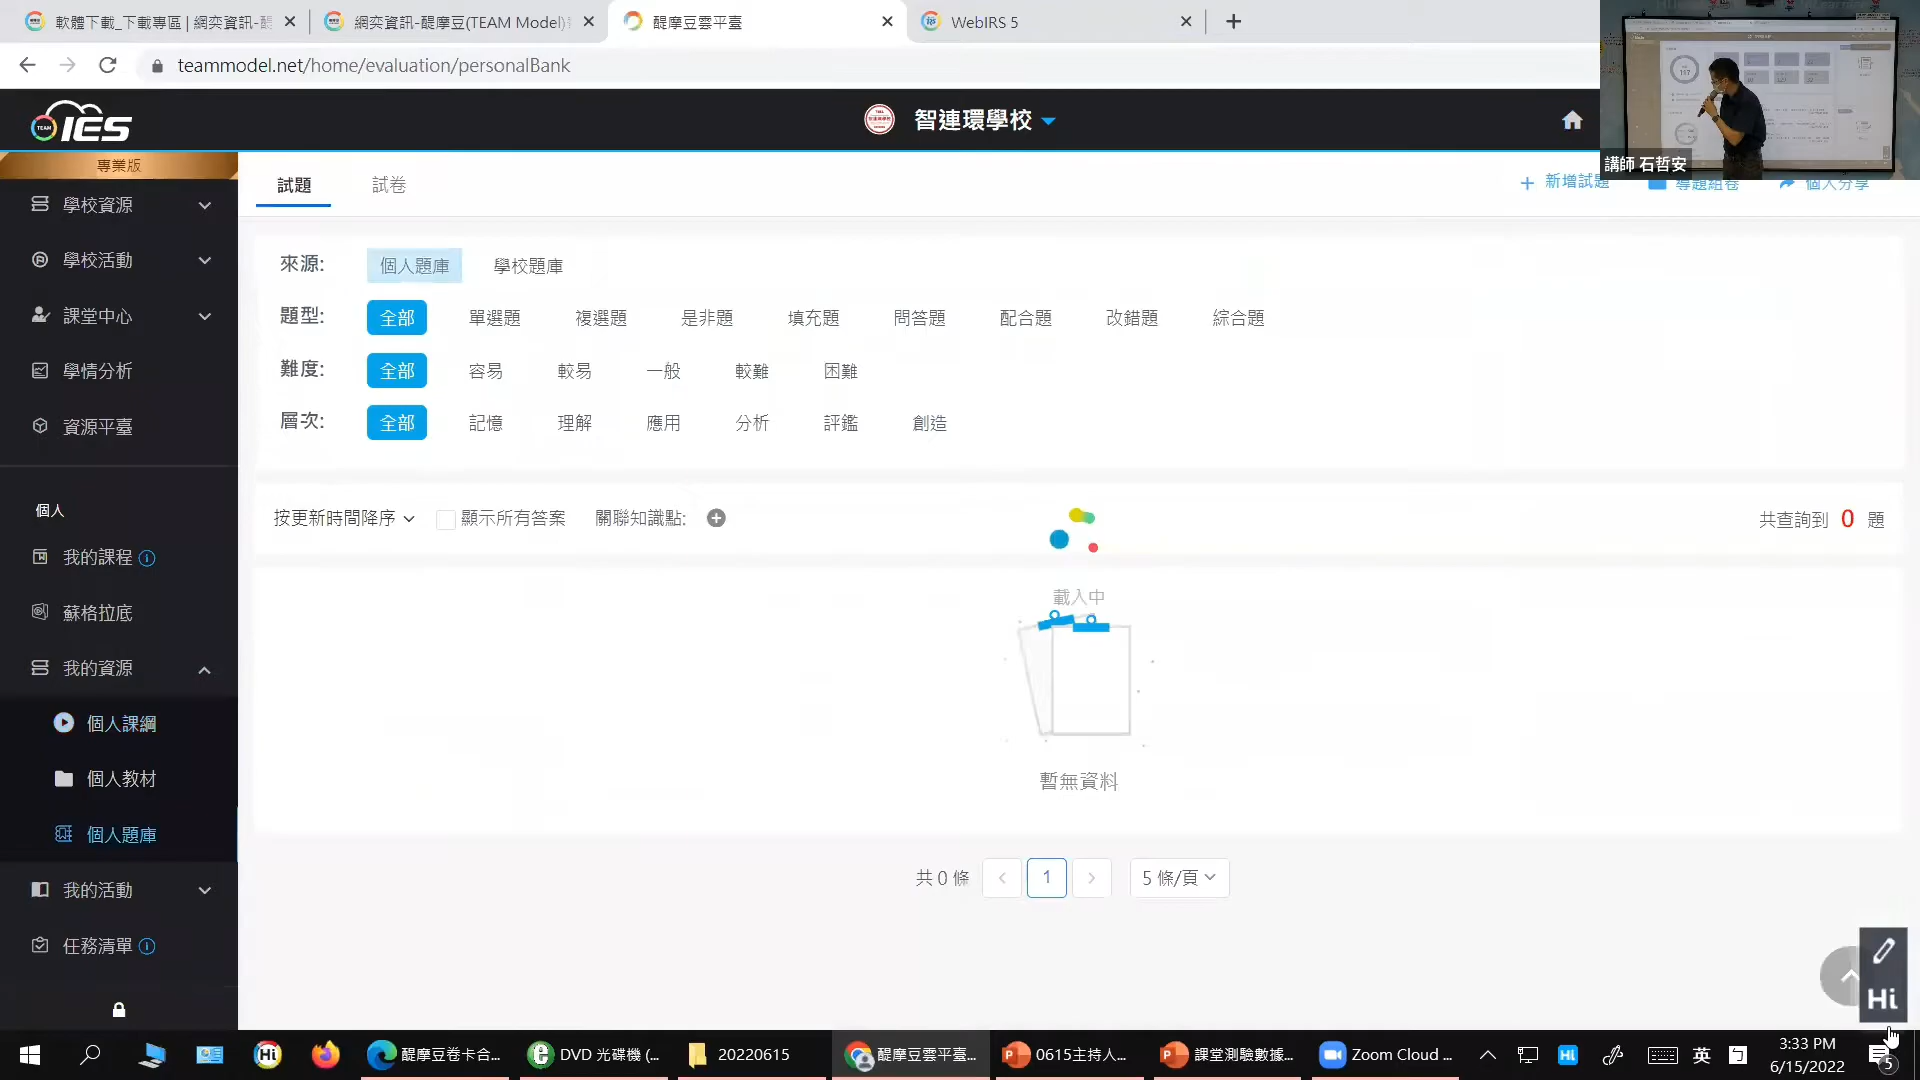 軟體下載_下載專區 | 網奕資訊-醍
網奕資訊-醍摩豆(TEAM Model)
醍摩豆雲平臺
WebIRS 5
teammodel.net/home/evaluation/personalBank
TEAM IES
智連環學校
講師 石哲安
專業版
學校資源
學校活動
課堂中心
學情分析
資源平臺
個人
我的課程
蘇格拉底
我的資源
個人課綱
個人教材
個人題庫
我的活動
任務清單
試題
試卷
新增試題
導題組卷
個人分享
來源:
個人題庫
學校題庫
題型:
全部
單選題
複選題
是非題
填充題
問答題
配合題
改錯題
綜合題
難度:
全部
容易
較易
一般
較難
困難
層次:
全部
記憶
理解
應用
分析
評鑑
創造
按更新時間降序
顯示所有答案
關聯知識點:
共查詢到 0 題
載入中
暫無資料
共 0 條
1
5 條/頁
Hi
Hi
醍摩豆卷卡合...
DVD 光碟機 (...
20220615
醍摩豆雲平臺...
0615主持人...
課堂測驗數據...
Zoom Cloud ...
Hi
英
3:33 PM
6/15/2022
5